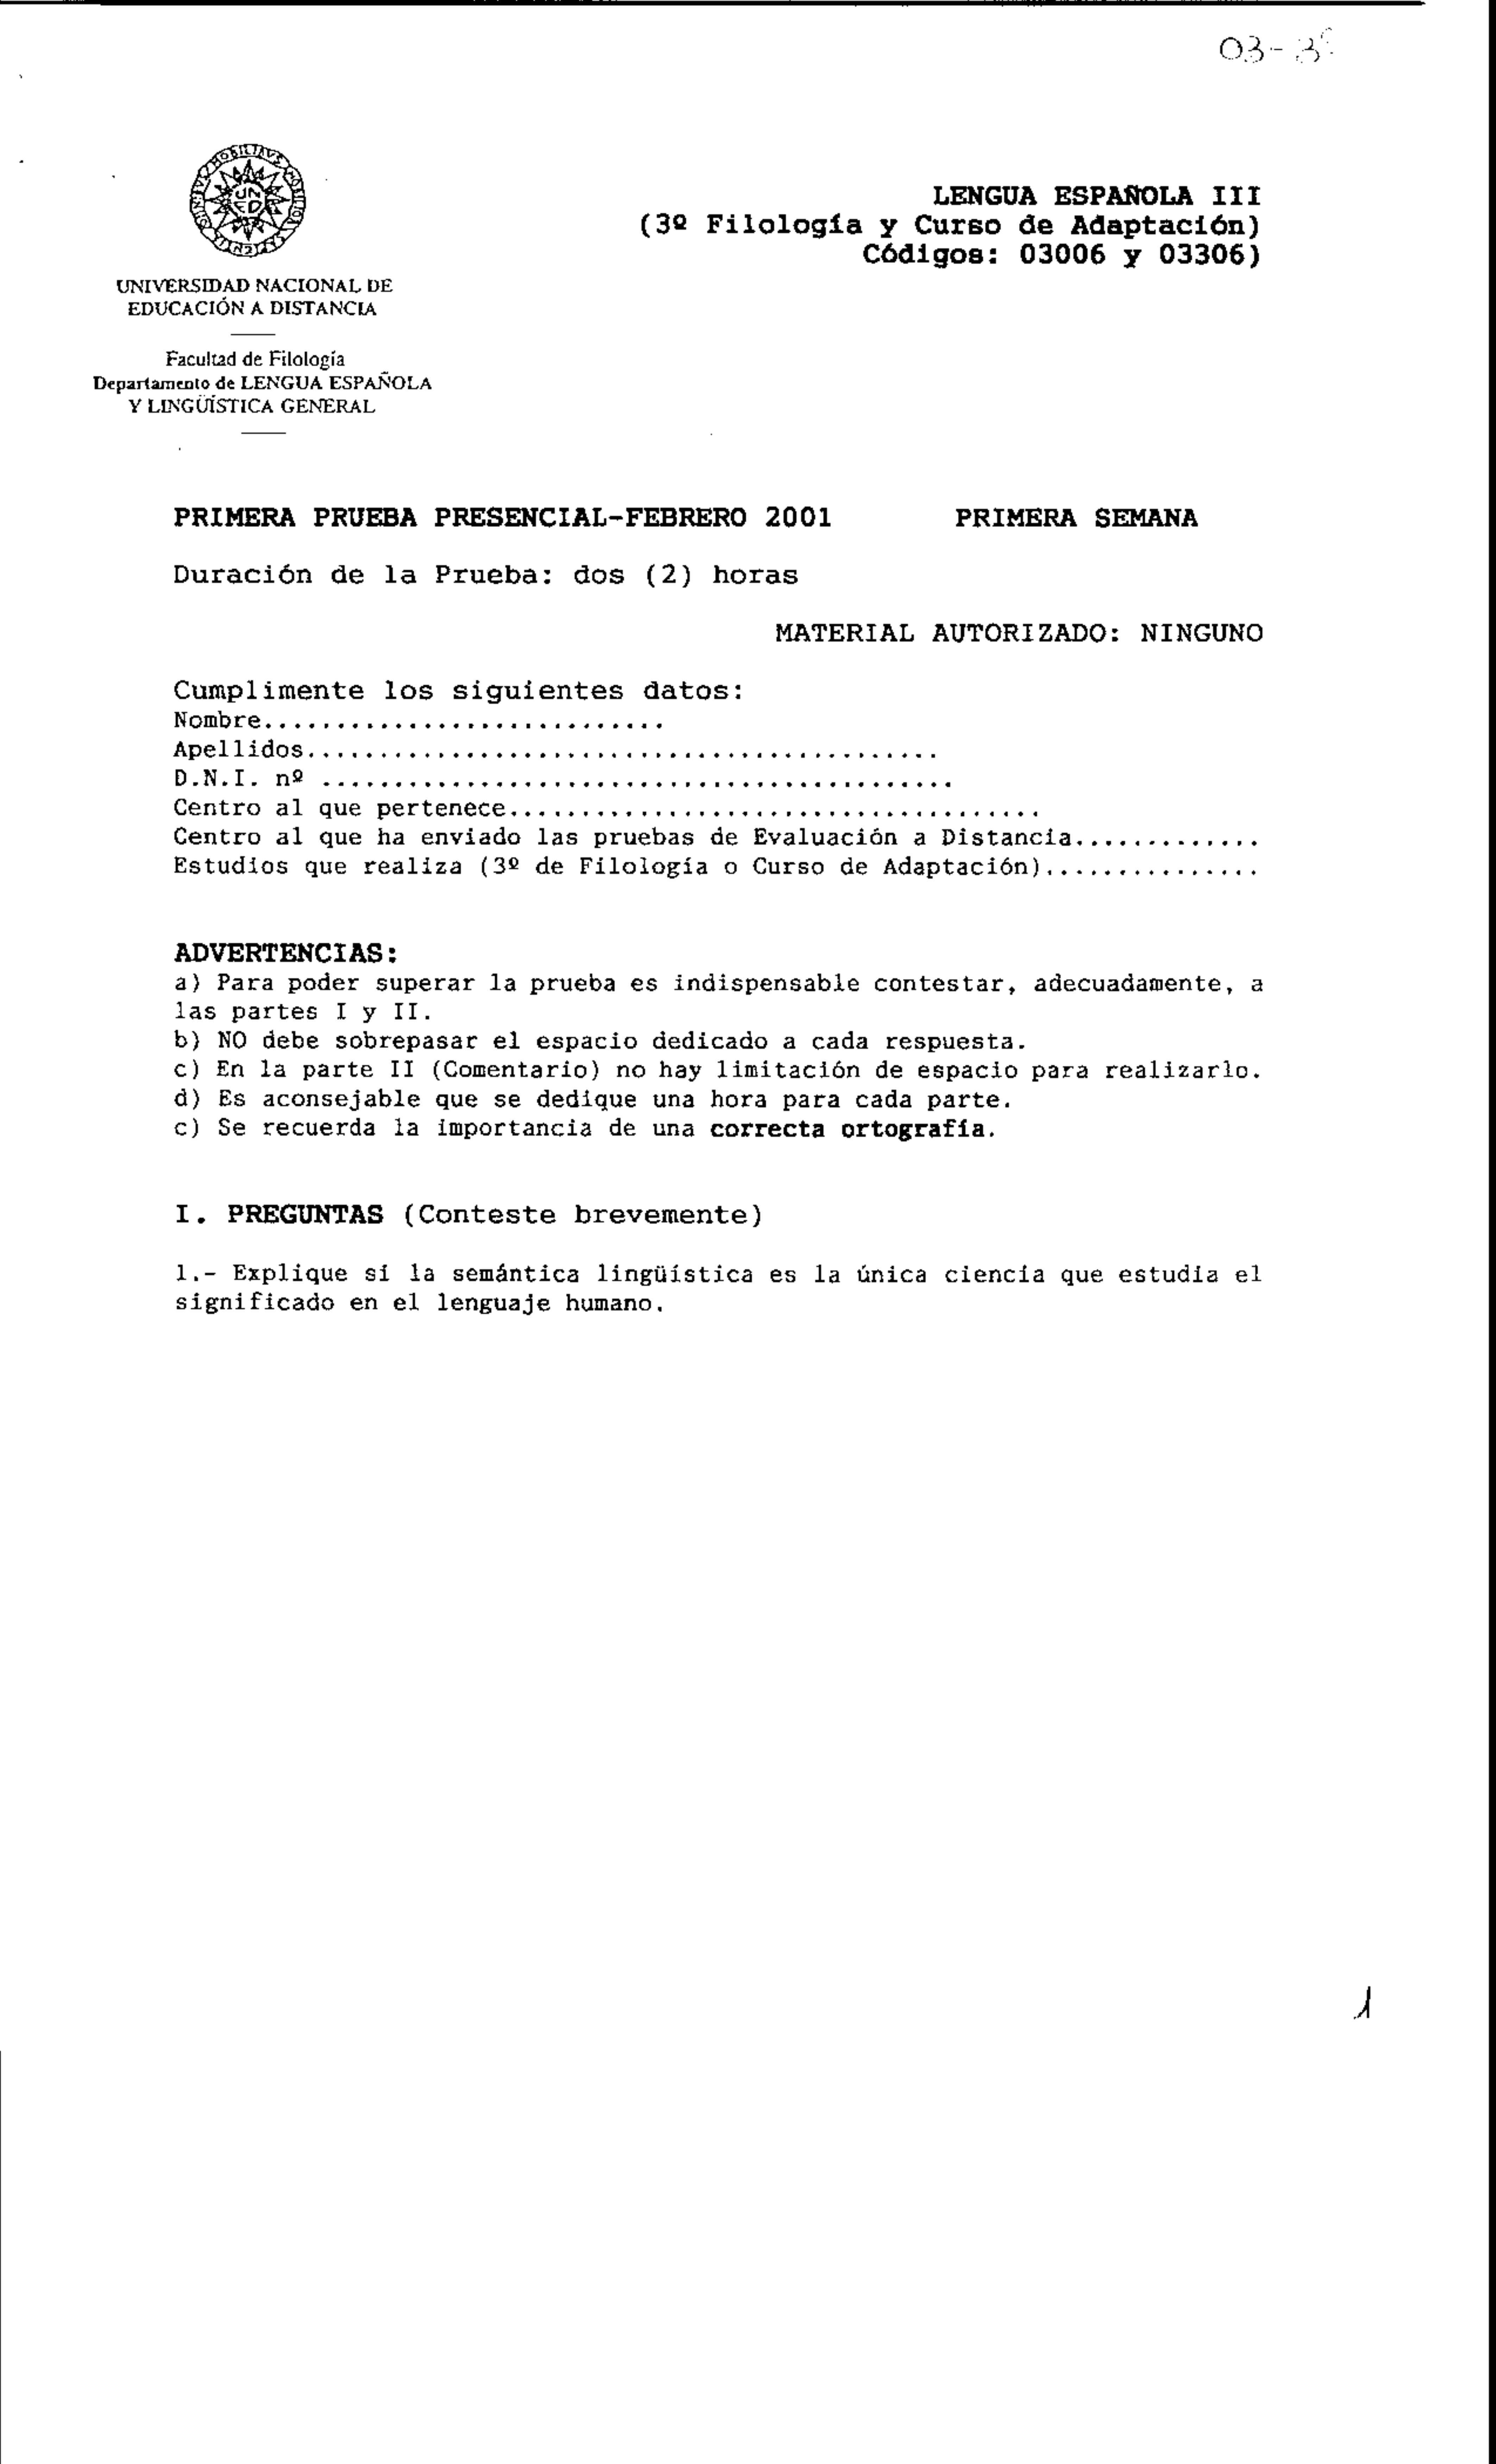 03-3º
LENGUA ESPAÑOLA III
(3º Filología y Curso de Adaptación)
Códigos: 03006 y 03306)
UNED
UNIVERSIDAD NACIONAL DE
EDUCACIÓN A DISTANCIA
Facultad de Filología
Departamento de LENGUA ESPAÑOLA
Y LINGÜÍSTICA GENERAL
PRIMERA PRUEBA PRESENCIAL-FEBRERO 2001 PRIMERA SEMANA
Duración de la Prueba: dos (2) horas
MATERIAL AUTORIZADO: NINGUNO
Cumplimente los siguientes datos:
Nombre............................
Apellidos............................................
D.N.I. nº ............................................
Centro al que pertenece.....................................
Centro al que ha enviado las pruebas de Evaluación a Distancia.............
Estudios que realiza (3º de Filología o Curso de Adaptación)...............
ADVERTENCIAS:
a) Para poder superar la prueba es indispensable contestar, adecuadamente, a
las partes I y II.
b) NO debe sobrepasar el espacio dedicado a cada respuesta.
c) En la parte II (Comentario) no hay limitación de espacio para realizarlo.
d) Es aconsejable que se dedique una hora para cada parte.
c) Se recuerda la importancia de una correcta ortografía.
I. PREGUNTAS (Conteste brevemente)
1.- Explique si la semántica lingüística es la única ciencia que estudia el
significado en el lenguaje humano.
1